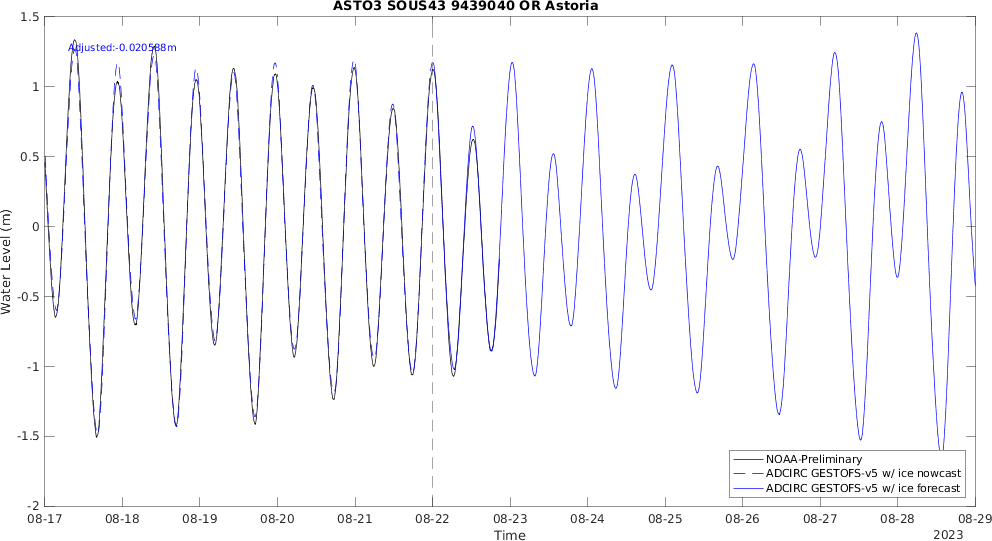 ASTO3 SOUS43 9439040 OR Astoria
Adjusted:-0.020588m
Water Level (m)
1.5
1
0.5
0
-0.5
-1
-1.5
-2
NOAA-Preliminary
ADCIRC GESTOFS-v5 w/ ice nowcast
ADCIRC GESTOFS-v5 w/ ice forecast
08-17 08-18 08-19 08-20 08-21 08-22 08-23 08-24 08-25 08-26 08-27 08-28 08-29
Time
2023